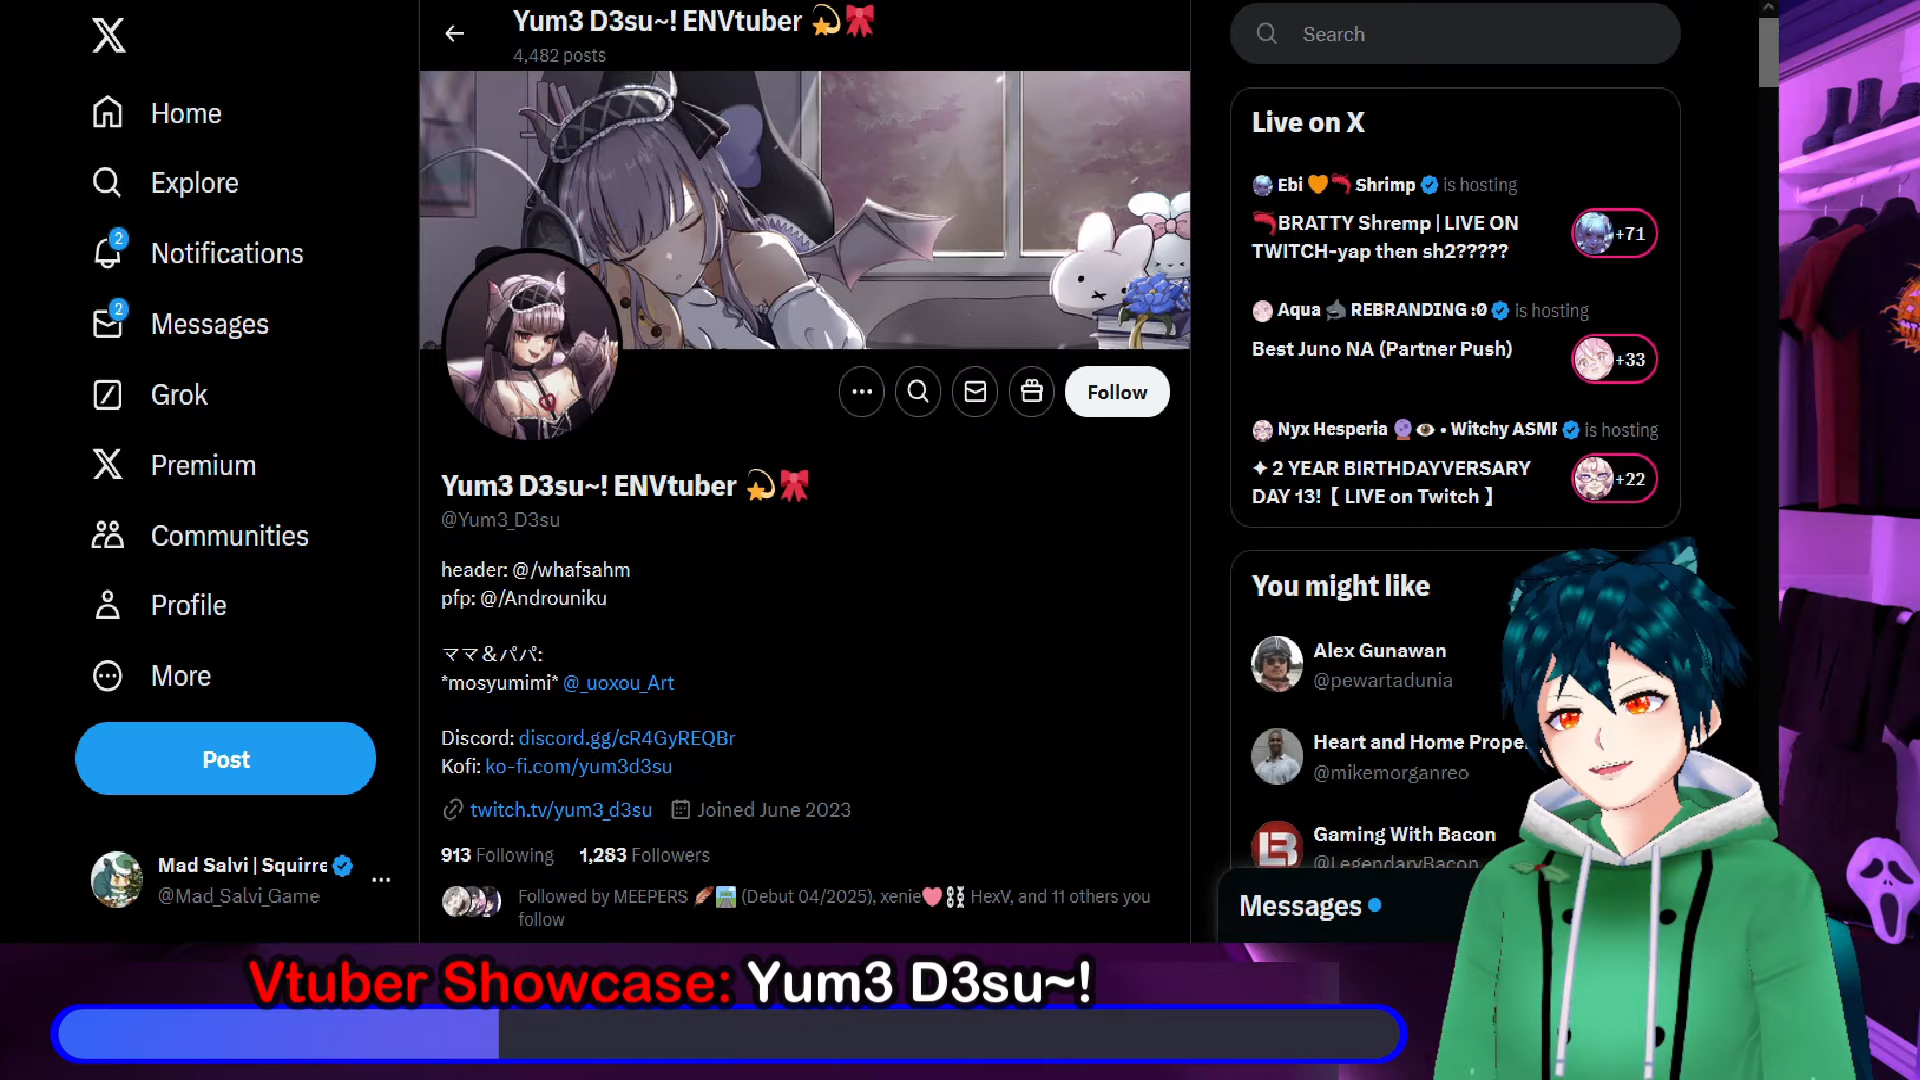 Yum3 D3su~! ENVtuber 💫🎀
4,482 posts
Home
Explore
2
Notifications
2
Messages
Grok
Premium
Communities
Profile
More
Post
Mad Salvi | Squirre
@Mad_Salvi_Game
Follow
Yum3 D3su~! ENVtuber 💫🎀
@Yum3_D3su
header: @/whafsahm
pfp: @/Androuniku
ママ&パパ:
*mosyumimi* @_uoxou_Art
Discord: discord.gg/cR4GyREQBr
Kofi: ko-fi.com/yum3d3su
twitch.tv/yum3_d3su Joined June 2023
913 Following 1,283 Followers
Followed by MEEPERS 🪶🛣️ (Debut 04/2025), xenie❤️⛓️ HexV, and 11 others you
follow
Search
Live on X
Ebi 🧡🦐 Shrimp is hosting
🦐BRATTY Shremp | LIVE ON
TWITCH-yap then sh2??????
+71
Aqua 🦈 REBRANDING :0 is hosting
Best Juno NA (Partner Push)
+33
Nyx Hesperia 🔮👁️ • Witchy ASM is hosting
✦ 2 YEAR BIRTHDAYVERSARY
DAY 13!【 LIVE on Twitch 】
+22
You might like
Alex Gunawan
@pewartadunia
Heart and Home Prope
@mikemorganreo
Gaming With Bacon
@LegendaryBacon
Messages
Vtuber Showcase: Yum3 D3su~!